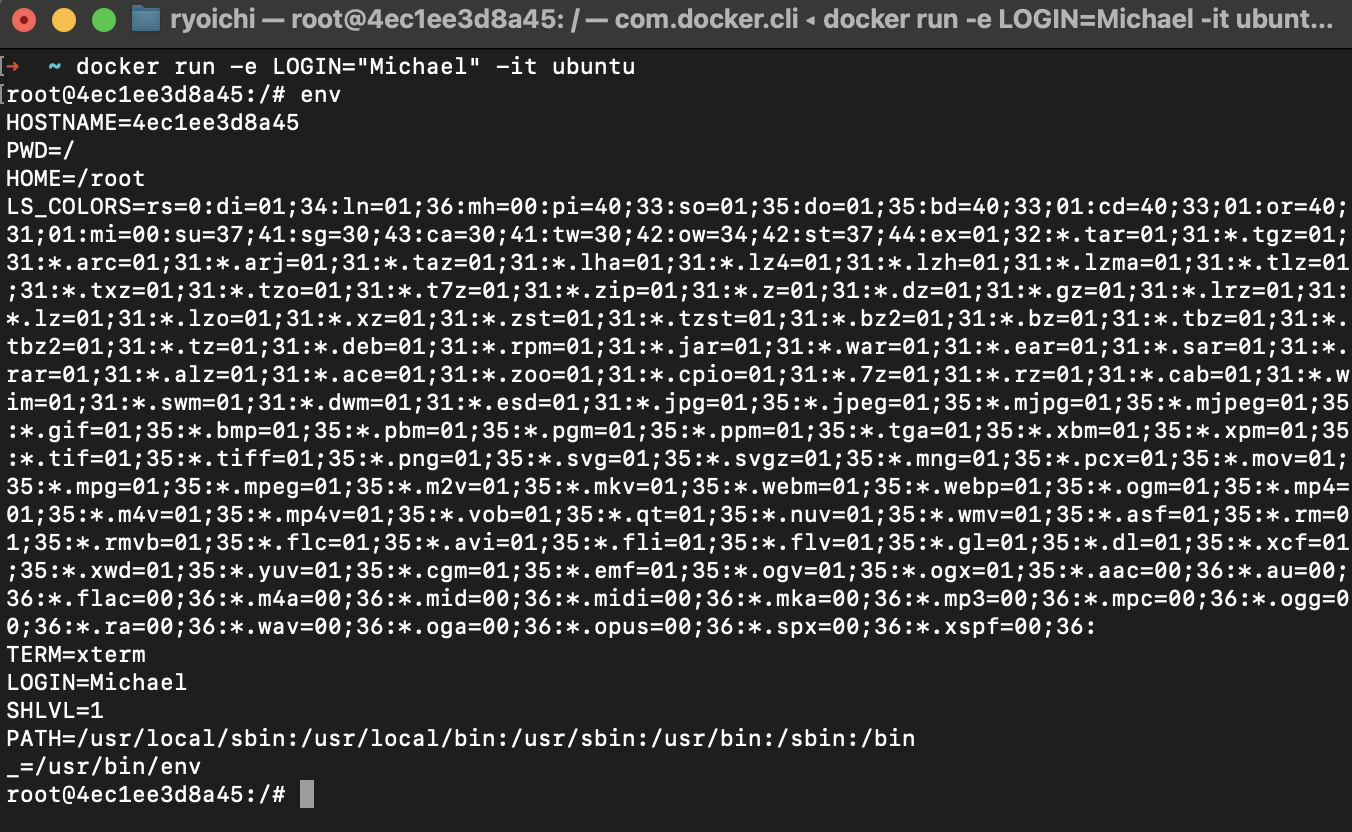 ryoichi — root@4ec1ee3d8a45: / — com.docker.cli ◂ docker run -e LOGIN=Michael -it ubunt...
[➜  ~ docker run -e LOGIN="Michael" -it ubuntu
[root@4ec1ee3d8a45:/# env
HOSTNAME=4ec1ee3d8a45
PWD=/
HOME=/root
LS_COLORS=rs=0:di=01;34:ln=01;36:mh=00:pi=40;33:so=01;35:do=01;35:bd=40;33;01:cd=40;33;01:or=40;
31;01:mi=00:su=37;41:sg=30;43:ca=30;41:tw=30;42:ow=34;42:st=37;44:ex=01;32:*.tar=01;31:*.tgz=01;
31:*.arc=01;31:*.arj=01;31:*.taz=01;31:*.lha=01;31:*.lz4=01;31:*.lzh=01;31:*.lzma=01;31:*.tlz=01
;31:*.txz=01;31:*.tzo=01;31:*.t7z=01;31:*.zip=01;31:*.z=01;31:*.dz=01;31:*.gz=01;31:*.lrz=01;31:
*.lz=01;31:*.lzo=01;31:*.xz=01;31:*.zst=01;31:*.tzst=01;31:*.bz2=01;31:*.bz=01;31:*.tbz=01;31:*.
tbz2=01;31:*.tz=01;31:*.deb=01;31:*.rpm=01;31:*.jar=01;31:*.war=01;31:*.ear=01;31:*.sar=01;31:*.
rar=01;31:*.alz=01;31:*.ace=01;31:*.zoo=01;31:*.cpio=01;31:*.7z=01;31:*.rz=01;31:*.cab=01;31:*.w
im=01;31:*.swm=01;31:*.dwm=01;31:*.esd=01;31:*.jpg=01;35:*.jpeg=01;35:*.mjpg=01;35:*.mjpeg=01;35
:*.gif=01;35:*.bmp=01;35:*.pbm=01;35:*.pgm=01;35:*.ppm=01;35:*.tga=01;35:*.xbm=01;35:*.xpm=01;35
:*.tif=01;35:*.tiff=01;35:*.png=01;35:*.svg=01;35:*.svgz=01;35:*.mng=01;35:*.pcx=01;35:*.mov=01;
35:*.mpg=01;35:*.mpeg=01;35:*.m2v=01;35:*.mkv=01;35:*.webm=01;35:*.webp=01;35:*.ogm=01;35:*.mp4=
01;35:*.m4v=01;35:*.mp4v=01;35:*.vob=01;35:*.qt=01;35:*.nuv=01;35:*.wmv=01;35:*.asf=01;35:*.rm=0
1;35:*.rmvb=01;35:*.flc=01;35:*.avi=01;35:*.fli=01;35:*.flv=01;35:*.gl=01;35:*.dl=01;35:*.xcf=01
;35:*.xwd=01;35:*.yuv=01;35:*.cgm=01;35:*.emf=01;35:*.ogv=01;35:*.ogx=01;35:*.aac=00;36:*.au=00;
36:*.flac=00;36:*.m4a=00;36:*.mid=00;36:*.midi=00;36:*.mka=00;36:*.mp3=00;36:*.mpc=00;36:*.ogg=0
0;36:*.ra=00;36:*.wav=00;36:*.oga=00;36:*.opus=00;36:*.spx=00;36:*.xspf=00;36:
TERM=xterm
LOGIN=Michael
SHLVL=1
PATH=/usr/local/sbin:/usr/local/bin:/usr/sbin:/usr/bin:/sbin:/bin
_=/usr/bin/env
root@4ec1ee3d8a45:/#